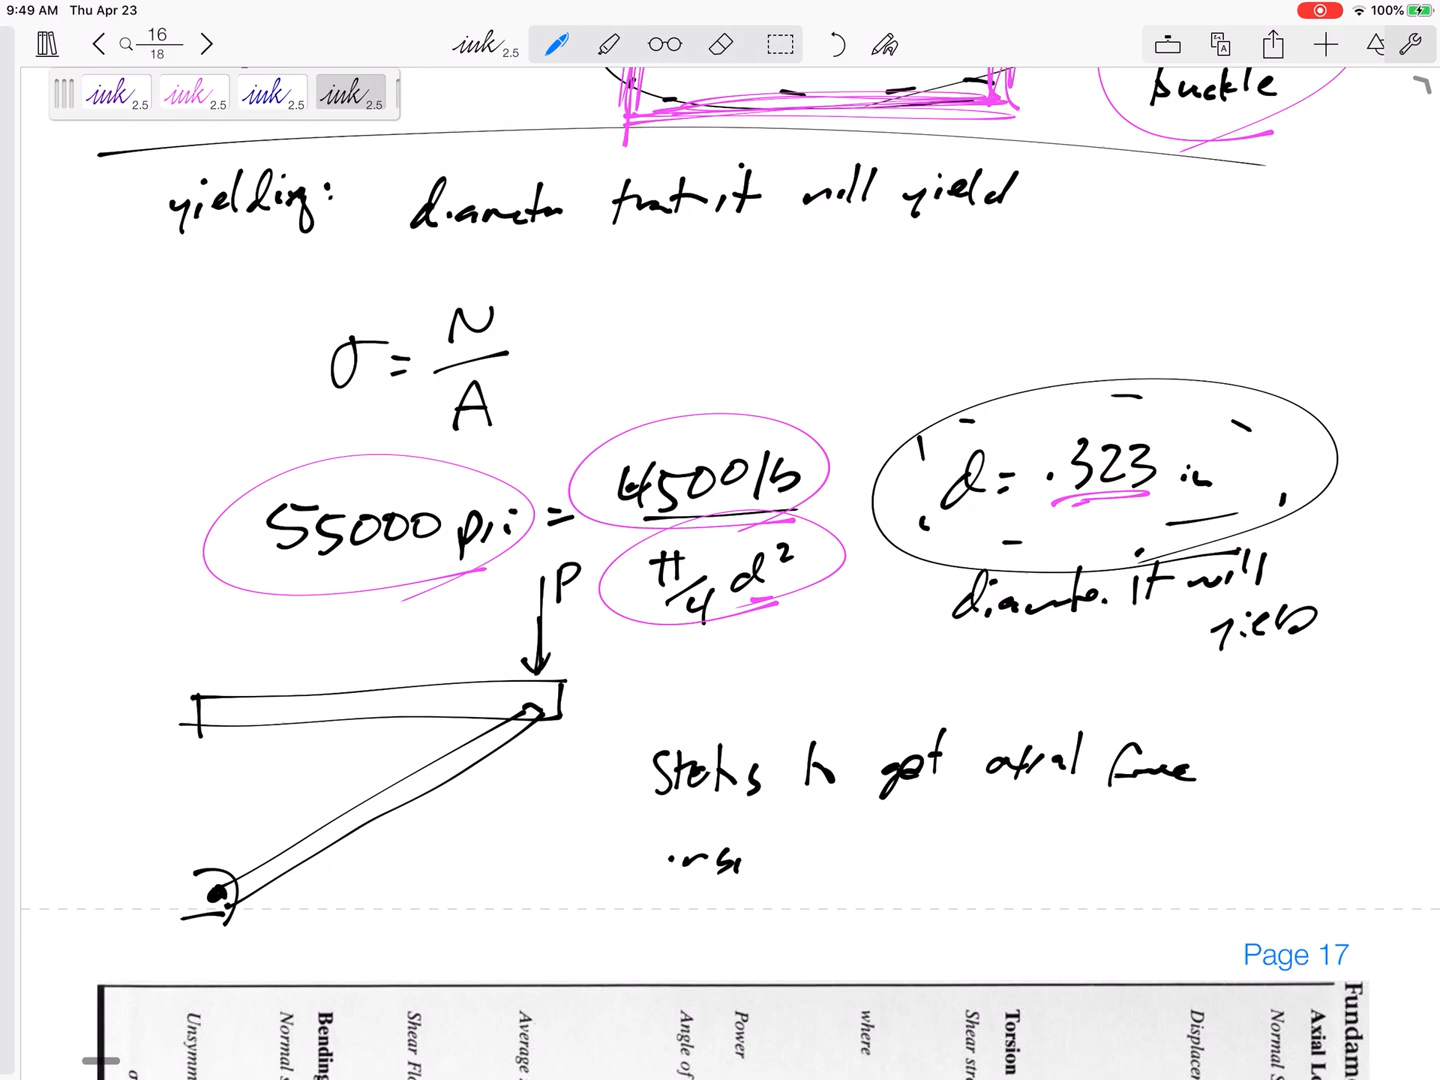 9:49 AM Thu Apr 23
100%
16
18
ink 2.5
ink 2.5 ink 2.5 ink 2.5 ink 2.5
buckle
yielding: diameter that it will yield
σ = N / A
55000 psi = 4500 lb / π/4 d²
d = .323 in
diameter it will
yield
P
Statics to get axial force
Page 17
Fundam
Axial Lo
Normal S
Displacer
Torsion
Shear stre
where
Power
Angle of
Average
Shear Flo
Bending
Normal s
Unsymm
σ